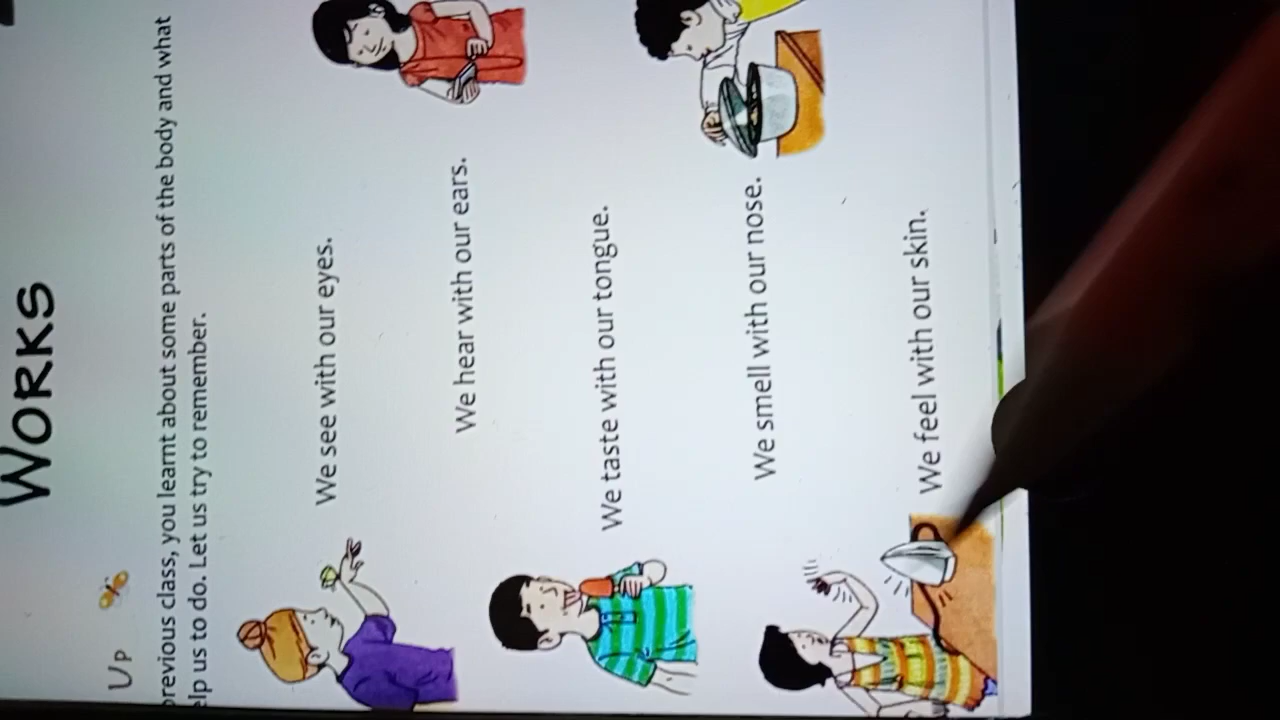 WORKS
UP
previous class, you learnt about some parts of the body and what
elp us to do. Let us try to remember.
We see with our eyes.
We hear with our ears.
We taste with our tongue.
We smell with our nose.
We feel with our skin.